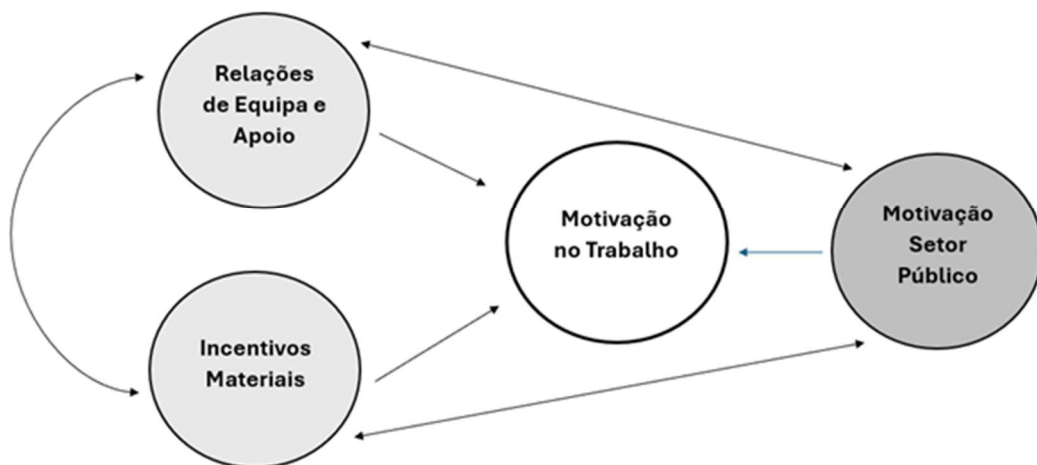 Relações
de Equipa e
Apoio
Motivação
no Trabalho
Motivação
Setor
Público
Incentivos
Materiais